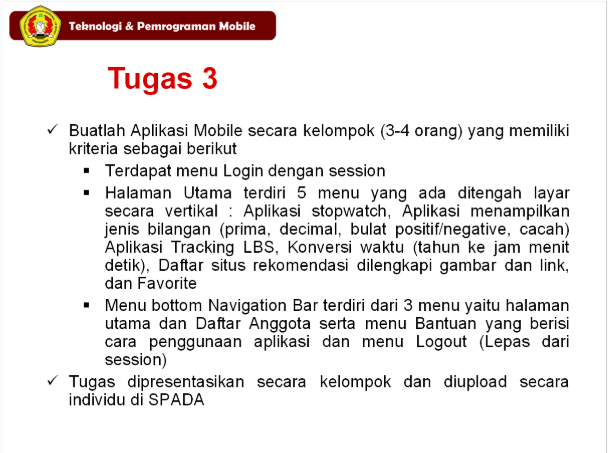 Teknologi & Pemrograman Mobile
Tugas 3
✓ Buatlah Aplikasi Mobile secara kelompok (3-4 orang) yang memiliki
kriteria sebagai berikut
▪ Terdapat menu Login dengan session
▪ Halaman Utama terdiri 5 menu yang ada ditengah layar
secara vertikal : Aplikasi stopwatch, Aplikasi menampilkan
jenis bilangan (prima, decimal, bulat positif/negative, cacah)
Aplikasi Tracking LBS, Konversi waktu (tahun ke jam menit
detik), Daftar situs rekomendasi dilengkapi gambar dan link,
dan Favorite
▪ Menu bottom Navigation Bar terdiri dari 3 menu yaitu halaman
utama dan Daftar Anggota serta menu Bantuan yang berisi
cara penggunaan aplikasi dan menu Logout (Lepas dari
session)
✓ Tugas dipresentasikan secara kelompok dan diupload secara
individu di SPADA